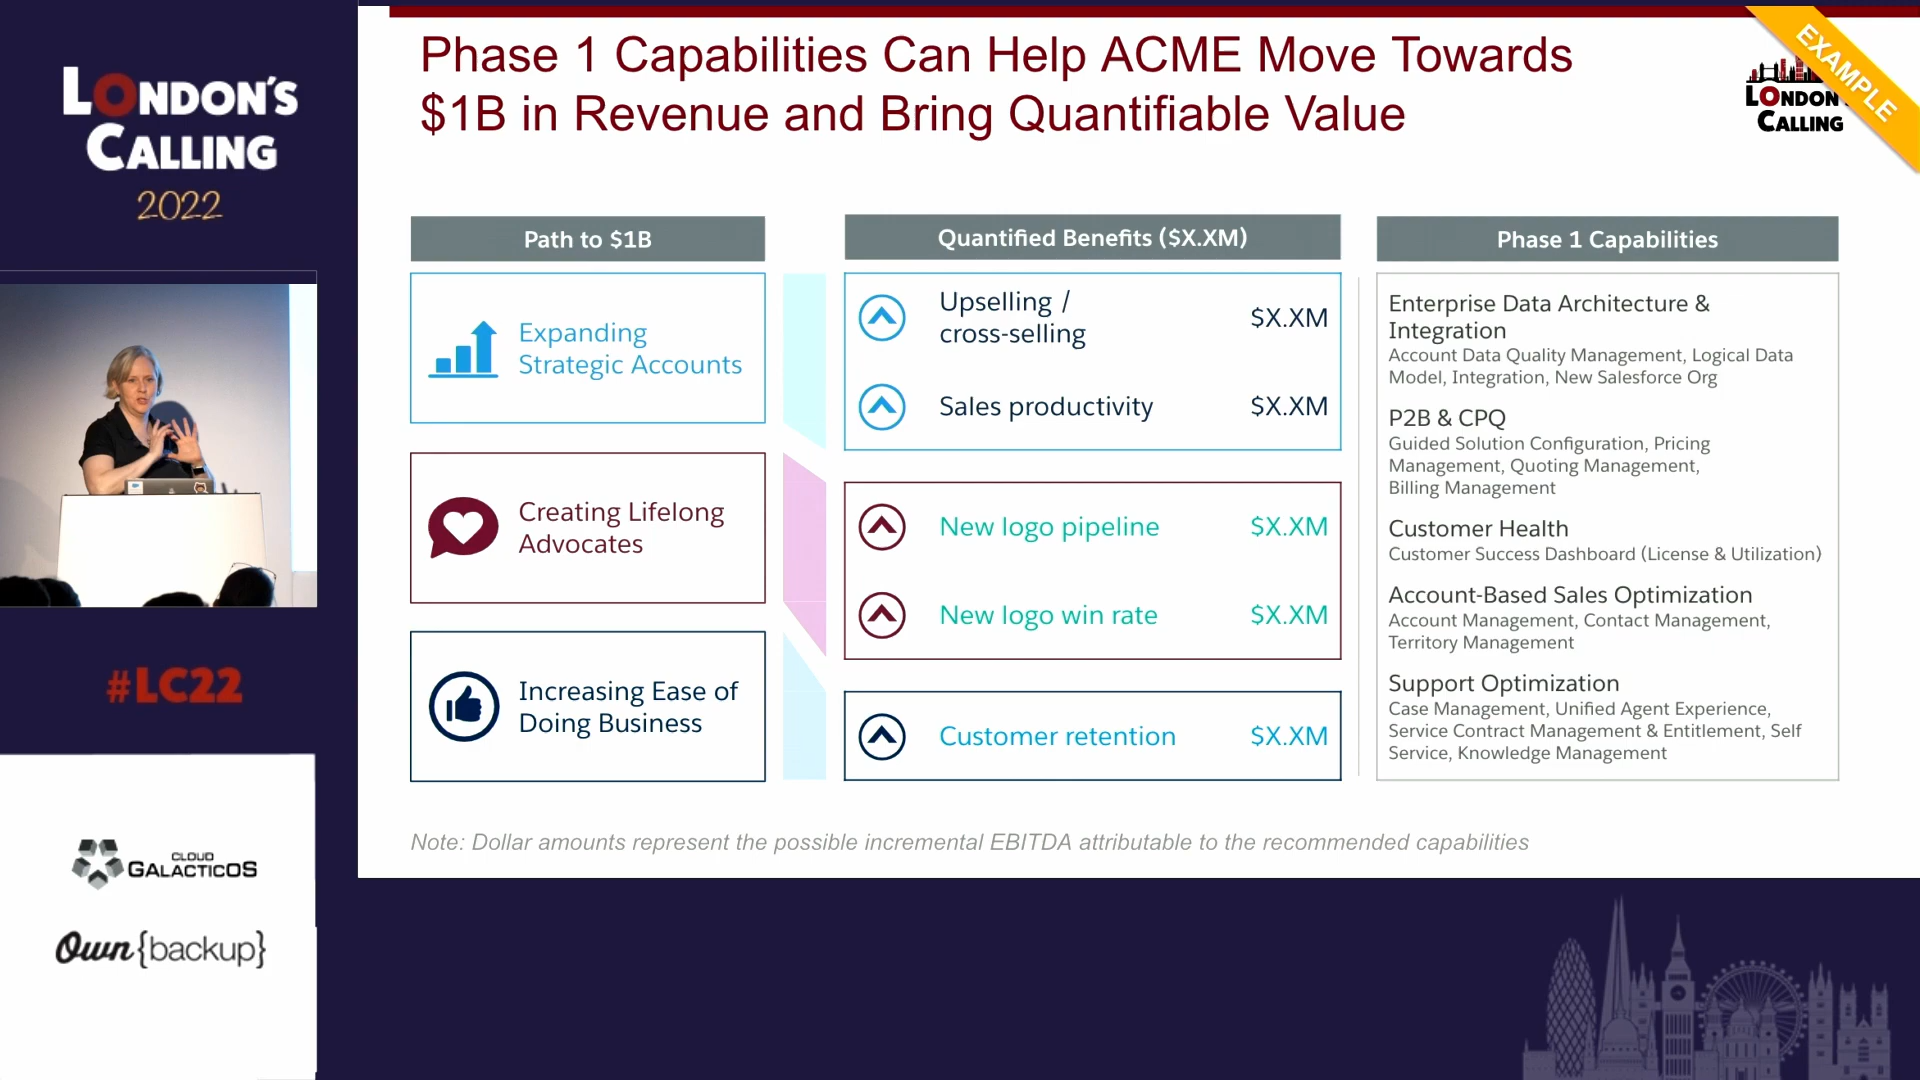 LONDON'S
CALLING
2022
#LC22
CLOUD
GALACTICOS
Own{backup}
Phase 1 Capabilities Can Help ACME Move Towards
$1B in Revenue and Bring Quantifiable Value
EXAMPLE
LONDON
CALLING
Path to $1B
Expanding
Strategic Accounts
Creating Lifelong
Advocates
Increasing Ease of
Doing Business
Quantified Benefits ($X.XM)
Upselling /
cross-selling
$X.XM
Sales productivity $X.XM
New logo pipeline $X.XM
New logo win rate $X.XM
Customer retention $X.XM
Phase 1 Capabilities
Enterprise Data Architecture &
Integration
Account Data Quality Management, Logical Data
Model, Integration, New Salesforce Org
P2B & CPQ
Guided Solution Configuration, Pricing
Management, Quoting Management,
Billing Management
Customer Health
Customer Success Dashboard (License & Utilization)
Account-Based Sales Optimization
Account Management, Contact Management,
Territory Management
Support Optimization
Case Management, Unified Agent Experience,
Service Contract Management & Entitlement, Self
Service, Knowledge Management
Note: Dollar amounts represent the possible incremental EBITDA attributable to the recommended capabilities